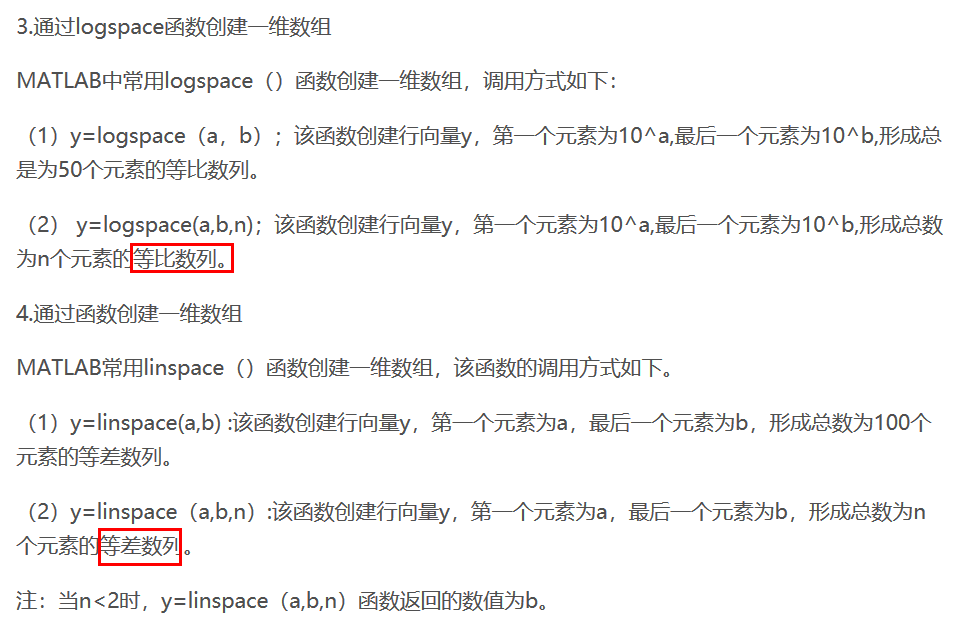 3.通过logspace函数创建一维数组
MATLAB中常用logspace（）函数创建一维数组，调用方式如下：
（1）y=logspace（a，b）；该函数创建行向量y，第一个元素为10^a,最后一个元素为10^b,形成总
是为50个元素的等比数列。
（2） y=logspace(a,b,n)；该函数创建行向量y，第一个元素为10^a,最后一个元素为10^b,形成总数
为n个元素的等比数列。
4.通过函数创建一维数组
MATLAB常用linspace（）函数创建一维数组，该函数的调用方式如下。
（1）y=linspace(a,b) :该函数创建行向量y，第一个元素为a，最后一个元素为b，形成总数为100个
元素的等差数列。
（2）y=linspace（a,b,n）:该函数创建行向量y，第一个元素为a，最后一个元素为b，形成总数为n
个元素的等差数列。
注：当n<2时，y=linspace（a,b,n）函数返回的数值为b。